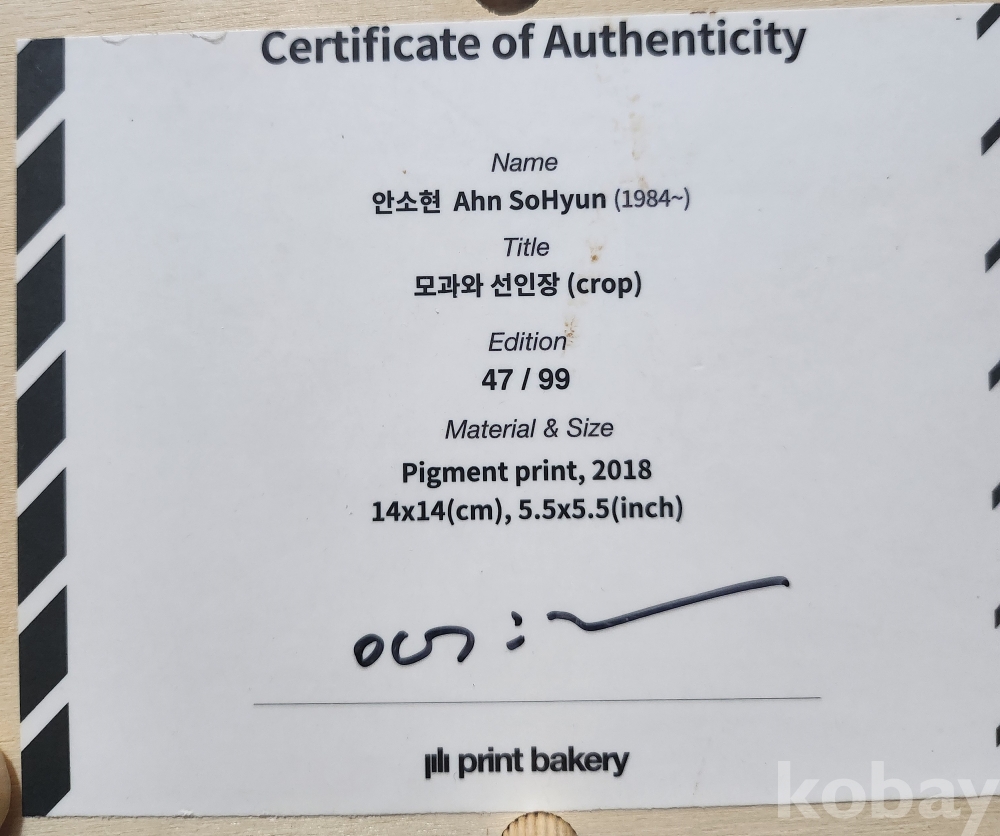 Certificate of Authenticity
Name
안소현 Ahn SoHyun (1984~)
Title
모과와 선인장 (crop)
Edition
47 / 99
Material & Size
Pigment print, 2018
14x14(cm), 5.5x5.5(inch)
print bakery
kobay